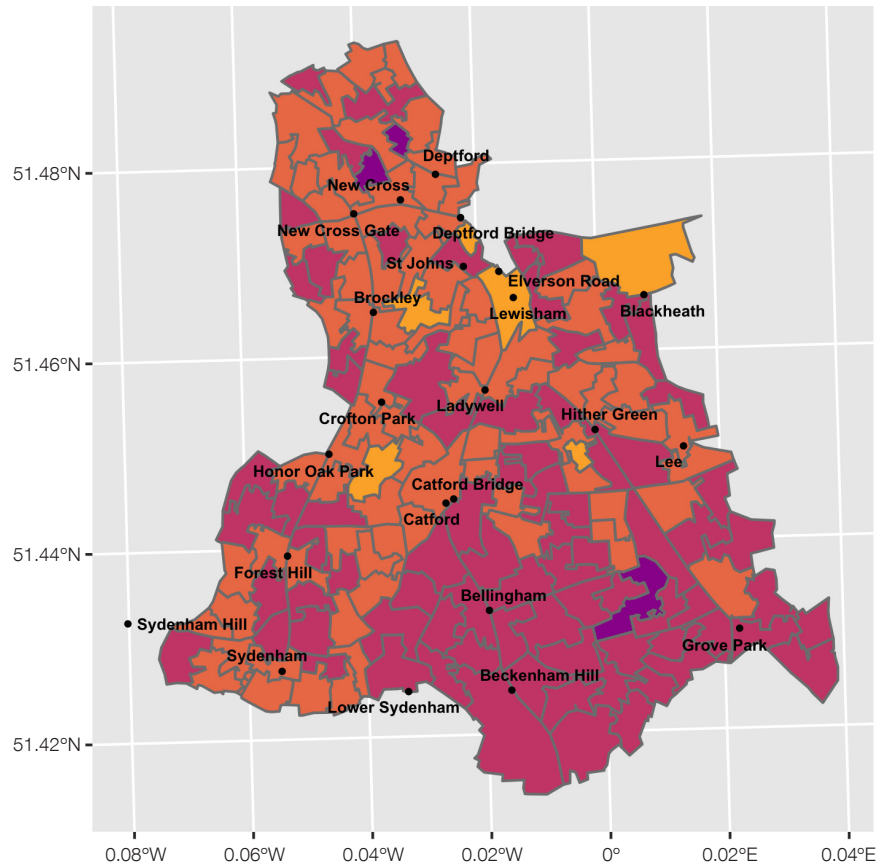 51.48°N
51.46°N
51.44°N
51.42°N
Deptford
New Cross
New Cross Gate
Deptford Bridge
St Johns
Elverson Road
Brockley
Lewisham
Blackheath
Ladywell
Crofton Park
Hither Green
Honor Oak Park
Lee
Catford Bridge
Catford
Forest Hill
Bellingham
Sydenham Hill
Sydenham
Grove Park
Beckenham Hill
Lower Sydenham
0.08°W
0.06°W
0.04°W
0.02°W
0°
0.02°E
0.04°E